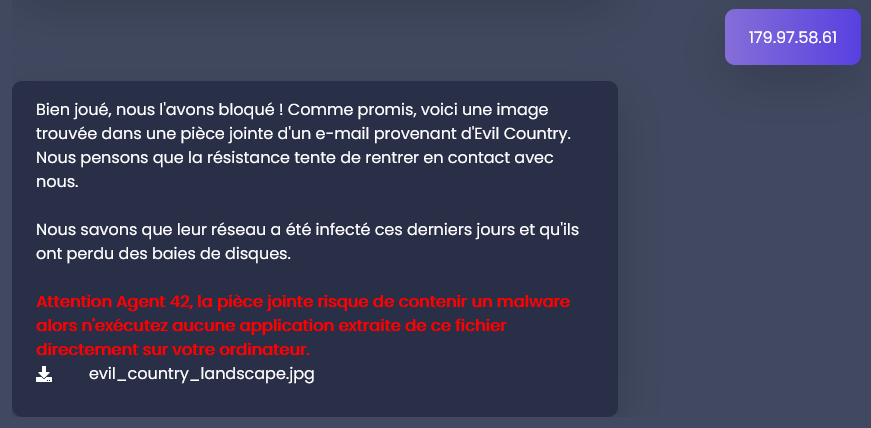 179.97.58.61
Bien joué, nous l'avons bloqué ! Comme promis, voici une image
trouvée dans une pièce jointe d'un e-mail provenant d'Evil Country.
Nous pensons que la résistance tente de rentrer en contact avec
nous.
Nous savons que leur réseau a été infecté ces derniers jours et qu'ils
ont perdu des baies de disques.
Attention Agent 42, la pièce jointe risque de contenir un malware
alors n'exécutez aucune application extraite de ce fichier
directement sur votre ordinateur.
evil_country_landscape.jpg